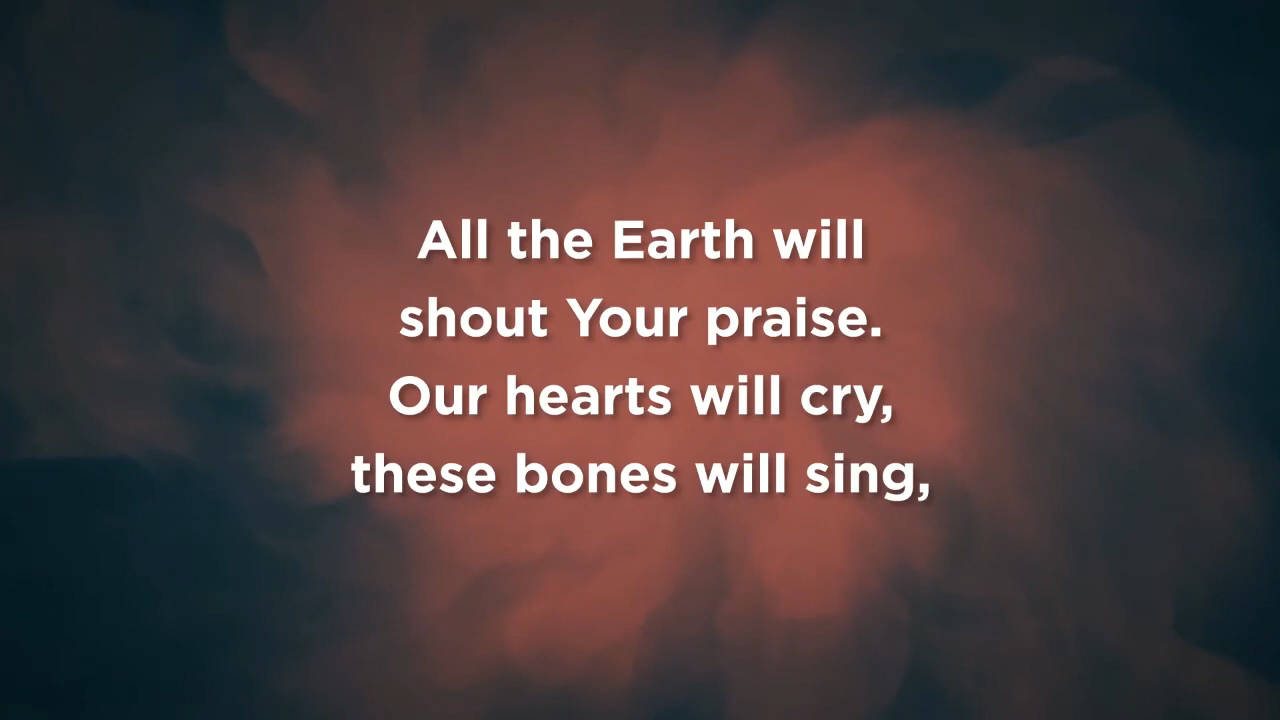 All the Earth will
shout Your praise.
Our hearts will cry,
these bones will sing,